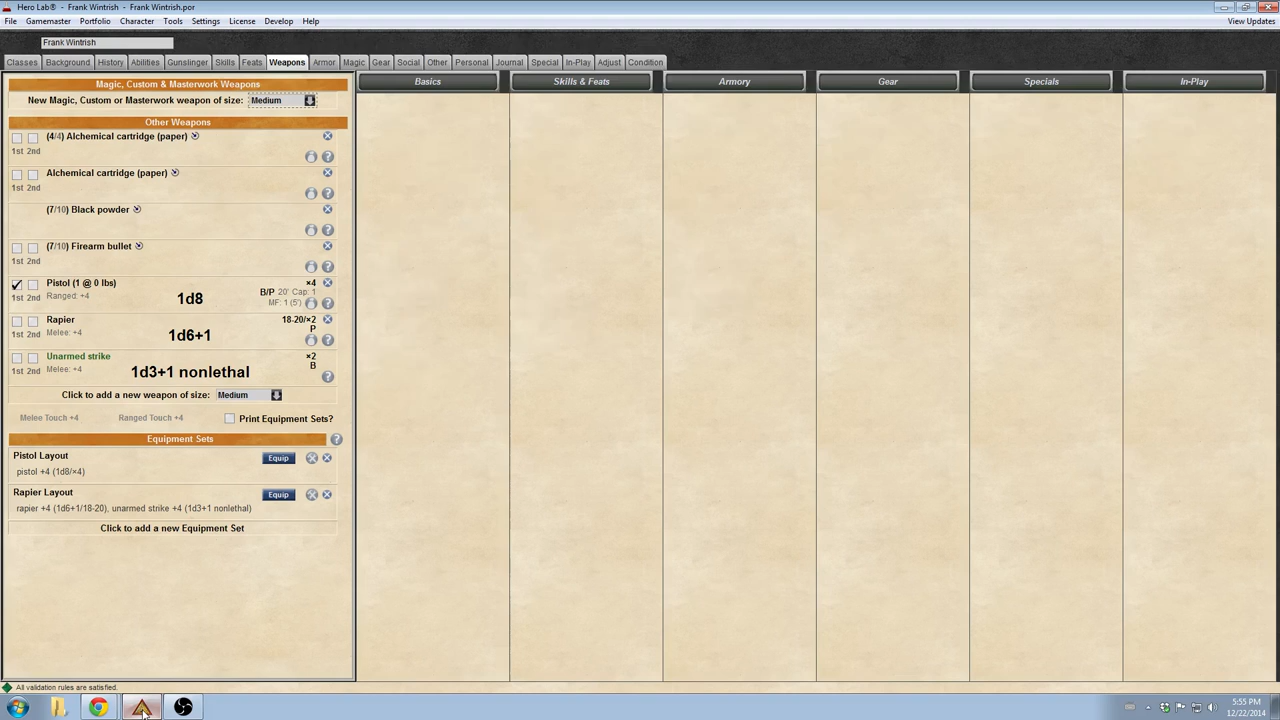 Hero Lab® - Frank Wintrish - Frank Wintrish.por
File Gamemaster Portfolio Character Tools Settings License Develop Help View Updates
Frank Wintrish
Classes Background History Abilities Gunslinger Skills Feats Weapons Armor Magic Gear Social Other Personal Journal Special In-Play Adjust Condition
Basics Skills & Feats Armory Gear Specials In-Play
Magic, Custom & Masterwork Weapons
New Magic, Custom or Masterwork weapon of size: Medium
Other Weapons
(4/4) Alchemical cartridge (paper)
1st 2nd
Alchemical cartridge (paper)
1st 2nd
(7/10) Black powder
(7/10) Firearm bullet
1st 2nd
Pistol (1 @ 0 lbs) ×4
Ranged: +4 1d8 B/P 20' Cap: 1
1st 2nd MF: 1 (5')
Rapier 18-20/×2
Melee: +4 1d6+1 P
1st 2nd
Unarmed strike ×2
Melee: +4 1d3+1 nonlethal B
1st 2nd
Click to add a new weapon of size: Medium
Melee Touch +4 Ranged Touch +4 Print Equipment Sets?
Equipment Sets
Pistol Layout Equip
pistol +4 (1d8/×4)
Rapier Layout Equip
rapier +4 (1d6+1/18-20), unarmed strike +4 (1d3+1 nonlethal)
Click to add a new Equipment Set
All validation rules are satisfied.
5:55 PM
12/22/2014